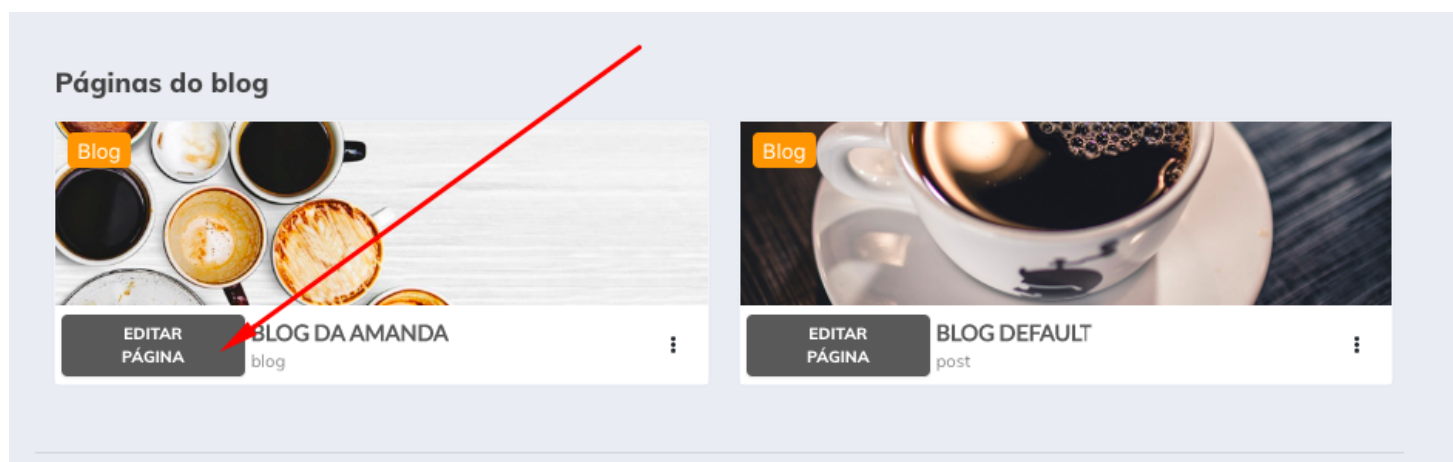 Páginas do blog
Blog
EDITAR
PÁGINA
BLOG DA AMANDA
blog
Blog
EDITAR
PÁGINA
BLOG DEFAULT
post